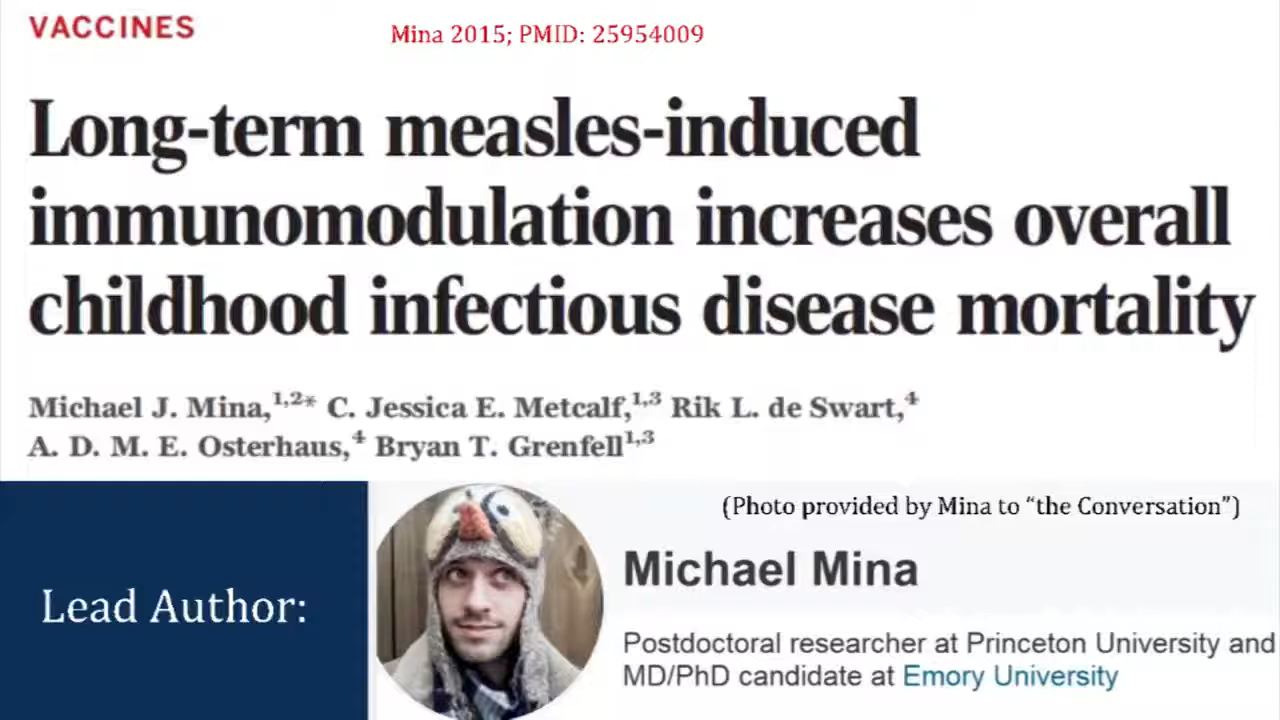 VACCINES
Mina 2015; PMID: 25954009
Long-term measles-induced
immunomodulation increases overall
childhood infectious disease mortality
Michael J. Mina,1,2* C. Jessica E. Metcalf,1,3 Rik L. de Swart,4
A. D. M. E. Osterhaus,4 Bryan T. Grenfell1,3
(Photo provided by Mina to “the Conversation”)
Lead Author:
Michael Mina
Postdoctoral researcher at Princeton University and
MD/PhD candidate at Emory University